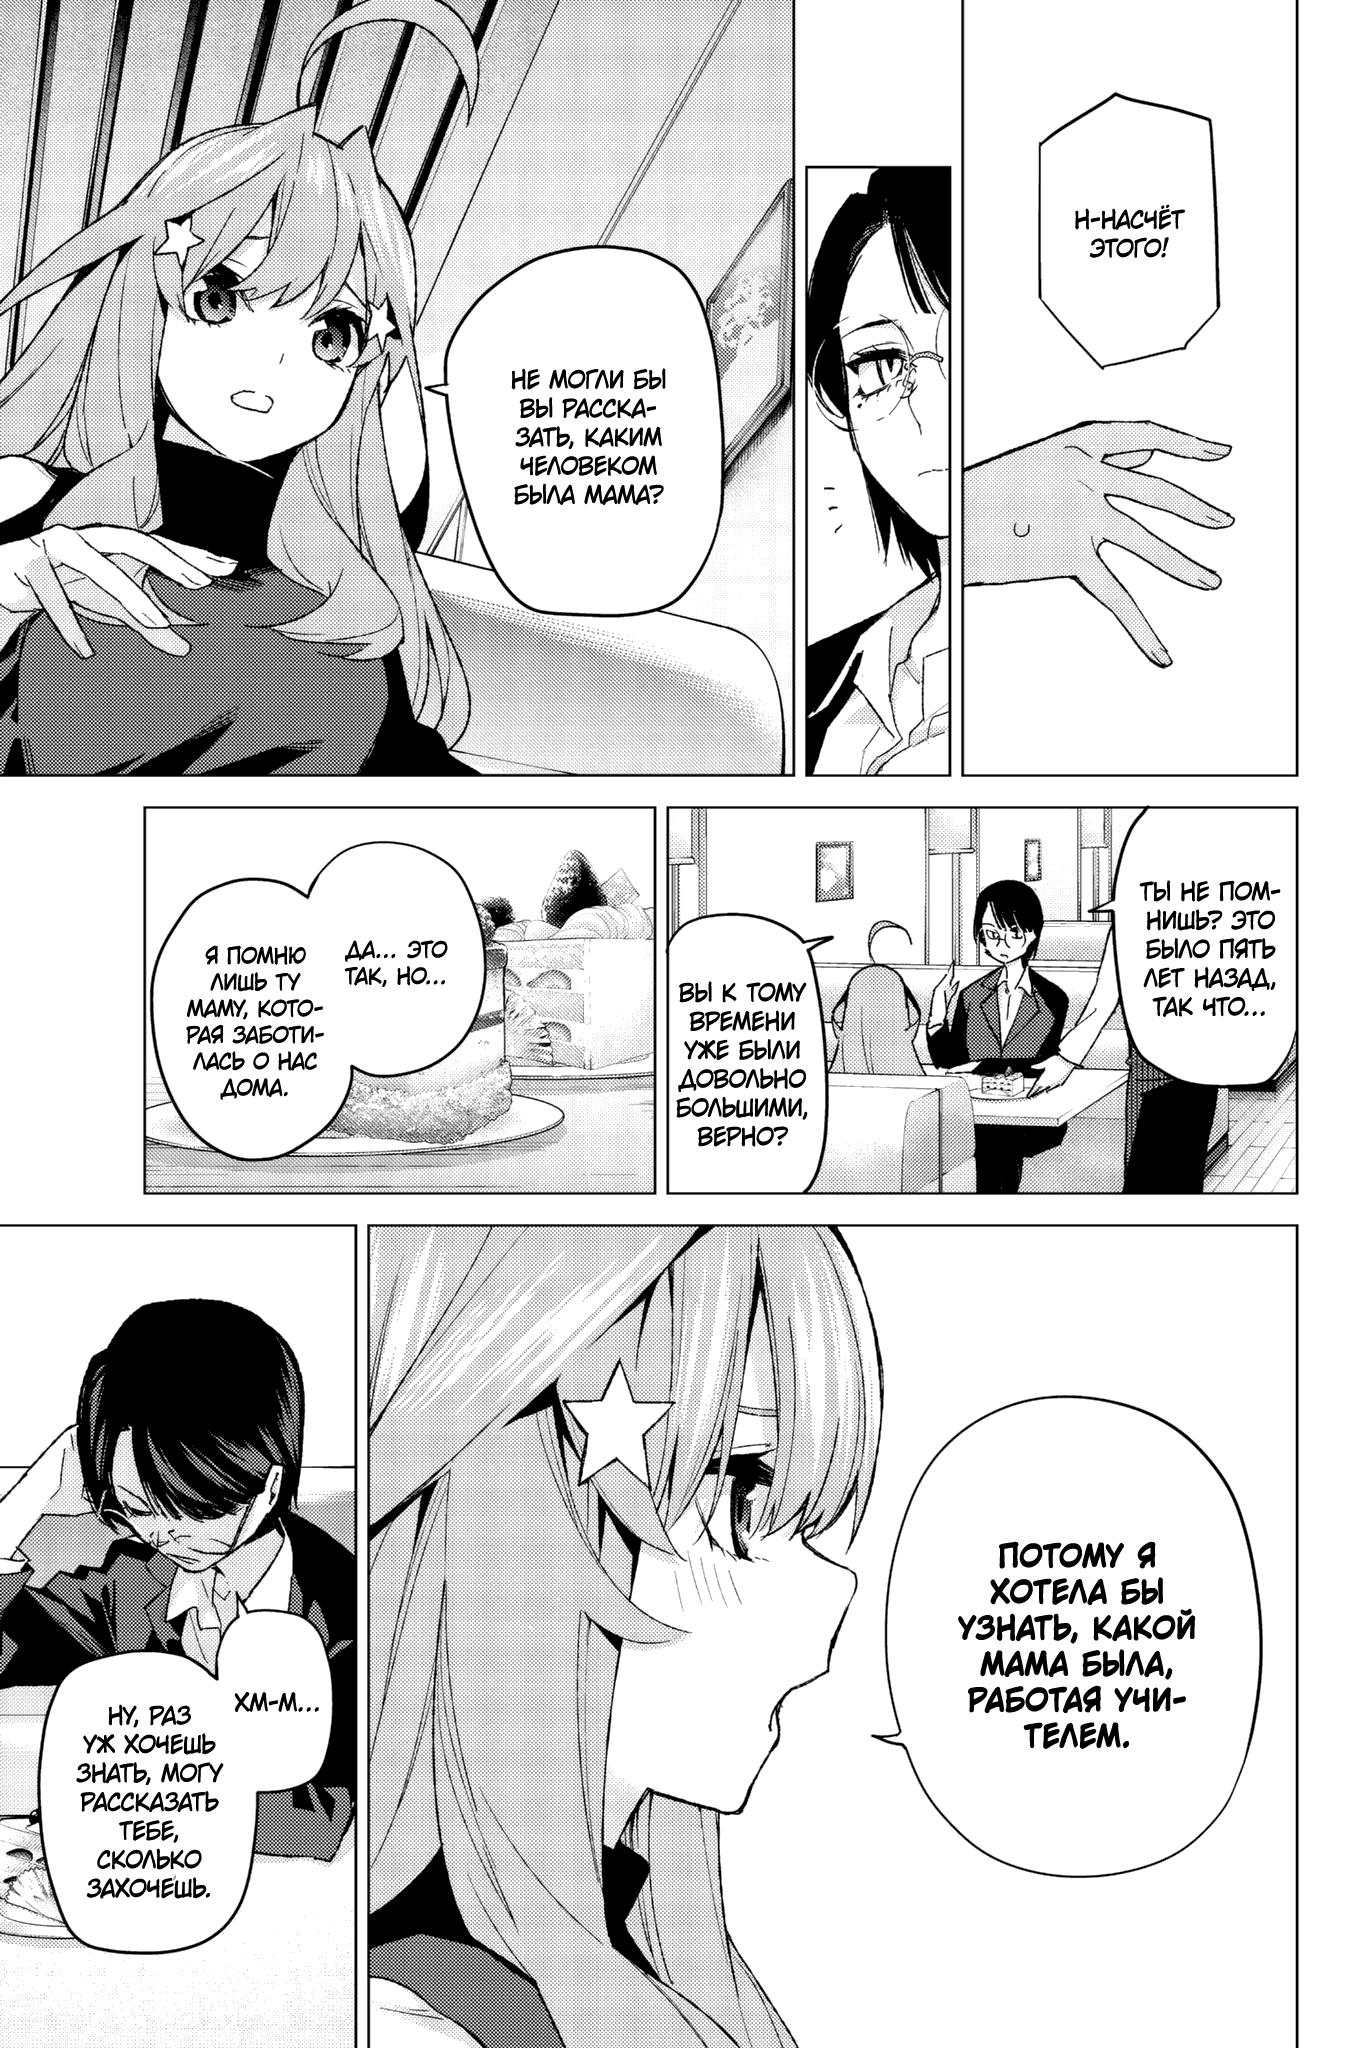 Н-НАСЧЁТ
ЭТОГО!
НЕ МОГЛИ БЫ
ВЫ РАССКА-
ЗАТЬ, КАКИМ
ЧЕЛОВЕКОМ
БЫЛА МАМА?
ТЫ НЕ ПОМ-
НИШЬ? ЭТО
БЫЛО ПЯТЬ
ЛЕТ НАЗАД,
ТАК ЧТО...
ВЫ К ТОМУ
ВРЕМЕНИ
УЖЕ БЫЛИ
ДОВОЛЬНО
БОЛЬШИМИ,
ВЕРНО?
ДА... ЭТО
ТАК, НО...
Я ПОМНЮ
ЛИШЬ ТУ
МАМУ, КОТО-
РАЯ ЗАБОТИ-
ЛАСЬ О НАС
ДОМА.
ПОТОМУ Я
ХОТЕЛА БЫ
УЗНАТЬ, КАКОЙ
МАМА БЫЛА,
РАБОТАЯ УЧИ-
ТЕЛЕМ.
ХМ-М...
НУ, РАЗ
УЖ ХОЧЕШЬ
ЗНАТЬ, МОГУ
РАССКАЗАТЬ
ТЕБЕ,
СКОЛЬКО
ЗАХОЧЕШЬ.